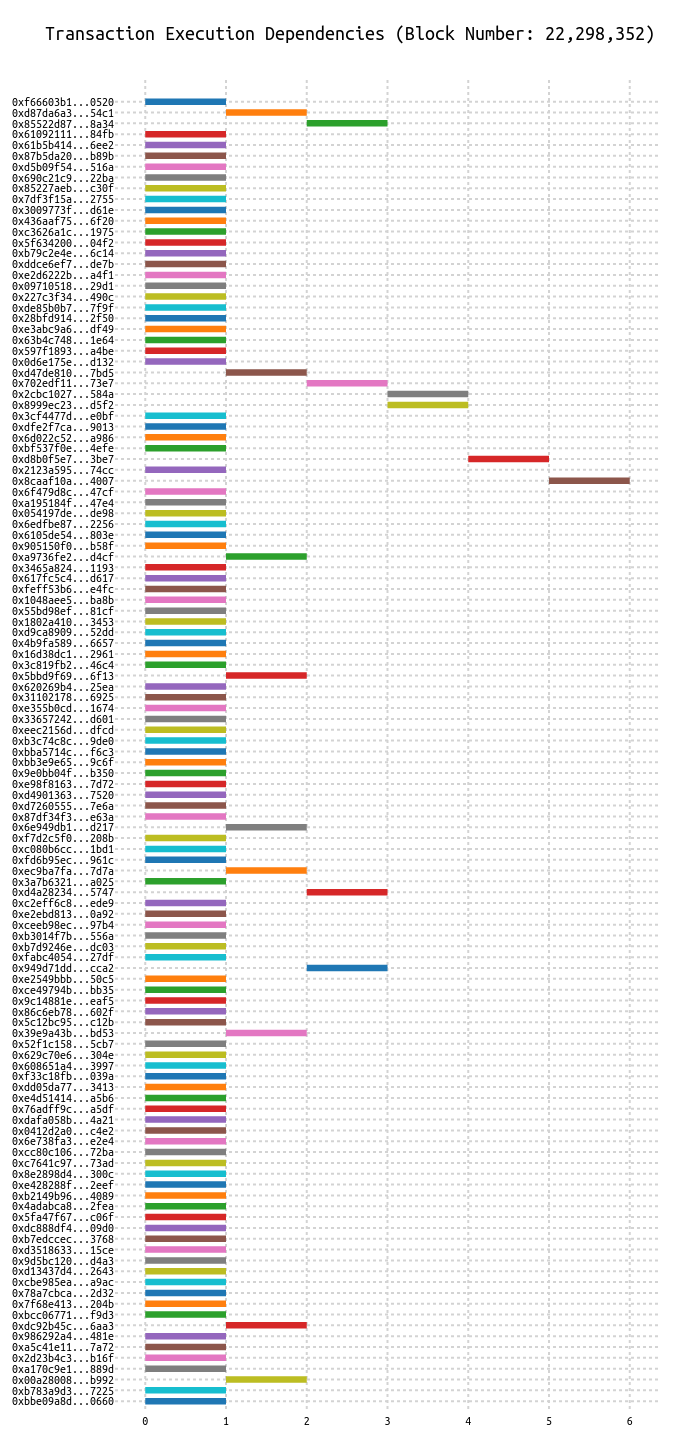 Transaction Execution Dependencies (Block Number: 22,298,352)
0xf66603b1...0520
0xd87da6a3...54c1
0x85522d87...8a34
0x61092111...84fb
0x61b5b414...6ee2
0x87b5da20...b89b
0xd5b09f54...516a
0x690c21c9...22ba
0x85227aeb...c30f
0x7df3f15a...2755
0x3009773f...d61e
0x436aaf75...6f20
0xc3626a1c...1975
0x5f634200...04f2
0xb79c2e4e...6c14
0xddce6ef7...de7b
0xe2d6222b...a4f1
0x09710518...29d1
0x227c3f34...490c
0xde85b0b7...7f9f
0x28bfd914...2f50
0xe3abc9a6...df49
0x63b4c748...1e64
0x597f1893...a4be
0x0d6e175e...d132
0xd47de810...7bd5
0x702edf11...73e7
0x2cbc1027...584a
0x8999ec23...d5f2
0x3cf4477d...e0bf
0xdfe2f7ca...9013
0x6d022c52...a986
0xbf537f0e...4efe
0xd8b0f5e7...3be7
0x2123a595...74cc
0x8caaf10a...4007
0x6f479d8c...47cf
0xa195184f...47e4
0x054197de...de98
0x6edfbe87...2256
0x6105de54...803e
0x905150f0...b58f
0xa9736fe2...d4cf
0x3465a824...1193
0x617fc5c4...d617
0xfeff53b6...e4fc
0x1048aee5...ba8b
0x55bd98ef...81cf
0x1802a410...3453
0xd9ca8909...52dd
0x4b9fa589...6657
0x16d38dc1...2961
0x3c819fb2...46c4
0x5bbd9f69...6f13
0x620269b4...25ea
0x31102178...6925
0xe355b0cd...1674
0x33657242...d601
0xeec2156d...dfcd
0xb3c74c8c...9de0
0xbba5714c...f6c3
0xbb3e9e65...9c6f
0x9e0bb04f...b350
0xe98f8163...7d72
0xd4901363...7520
0xd7260555...7e6a
0x87df34f3...e63a
0x6e949db1...d217
0xf7d2c5f0...208b
0xc080b6cc...1bd1
0xfd6b95ec...961c
0xec9ba7fa...7d7a
0x3a7b6321...a025
0xd4a28234...5747
0xc2eff6c8...ede9
0xe2ebd813...0a92
0xceeb98ec...97b4
0xb3014f7b...556a
0xb7d9246e...dc03
0xfabc4054...27df
0x949d71dd...cca2
0xe2549bbb...50c5
0xce49794b...bb35
0x9c14881e...eaf5
0x86c6eb78...602f
0x5c12bc95...c12b
0x39e9a43b...bd53
0x52f1c158...5cb7
0x629c70e6...304e
0x608651a4...3997
0xf33c18fb...039a
0xdd05da77...3413
0xe4d51414...a5b6
0x76adff9c...a5df
0xdafa058b...4a21
0x0412d2a0...c4e2
0x6e738fa3...e2e4
0xcc80c106...72ba
0xc7641c97...73ad
0x8e2898d4...300c
0xe428288f...2eef
0xb2149b96...4089
0x4adabca8...2fea
0x5fa47f67...c06f
0xdc888df4...09d0
0xb7edccec...3768
0xd3518633...15ce
0x9d5bc120...d4a3
0xd13437d4...2643
0xcbe985ea...a9ac
0x78a7cbca...2d32
0x7f68e413...204b
0xbcc06771...f9d3
0xdc92b45c...6aa3
0x986292a4...481e
0xa5c41e11...7a72
0x2d23b4c3...b16f
0xa170c9e1...889d
0x00a28008...b992
0xb783a9d3...7225
0xbbe09a8d...0660
0 1 2 3 4 5 6